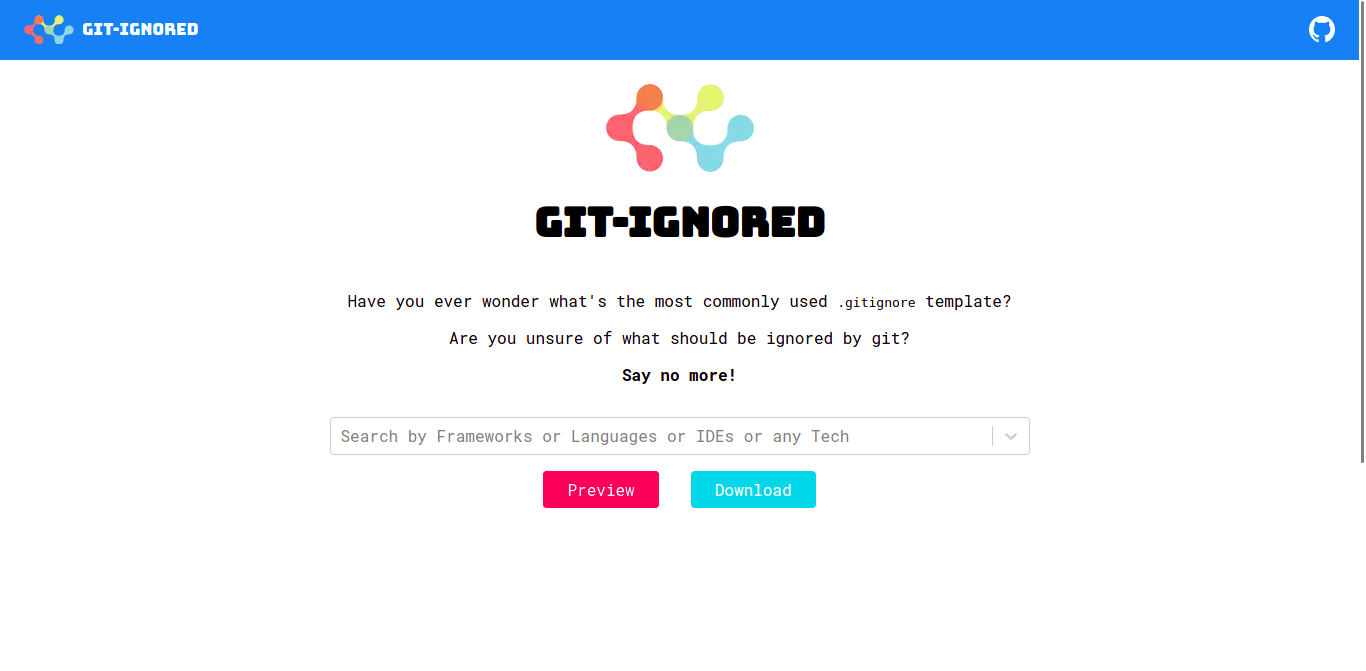 GIT-IGNORED
GIT-IGNORED
Have you ever wonder what's the most commonly used .gitignore template?
Are you unsure of what should be ignored by git?
Say no more!
Search by Frameworks or Languages or IDEs or any Tech
Preview Download